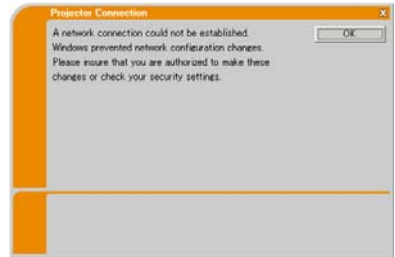 Projector Connection X
A network connection could not be established. OK
Windows prevented network configuration changes.
Please insure that you are authorized to make these
changes or check your security settings.